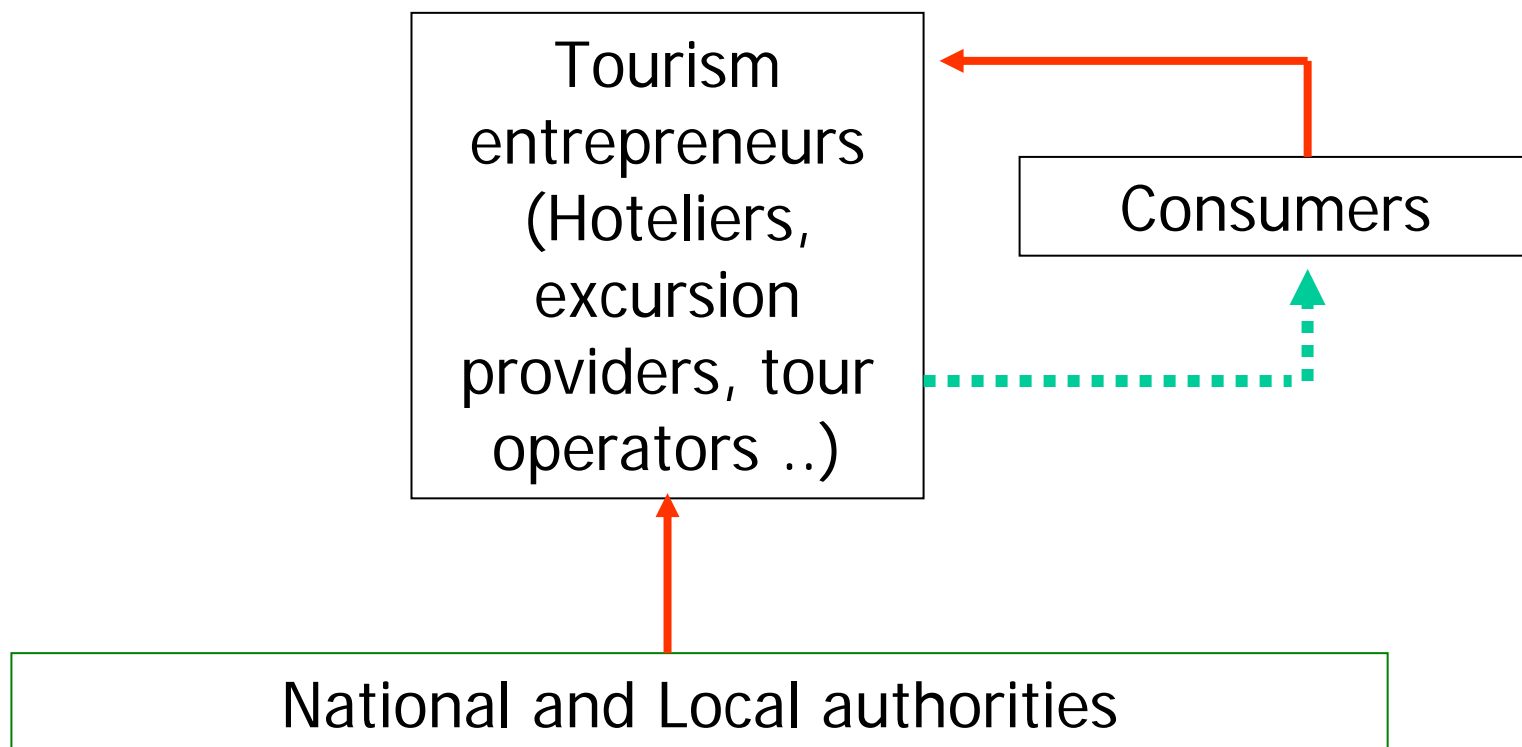 Tourism
entrepreneurs
(Hoteliers,
excursion
providers, tour
operators ..)
Consumers
National and Local authorities